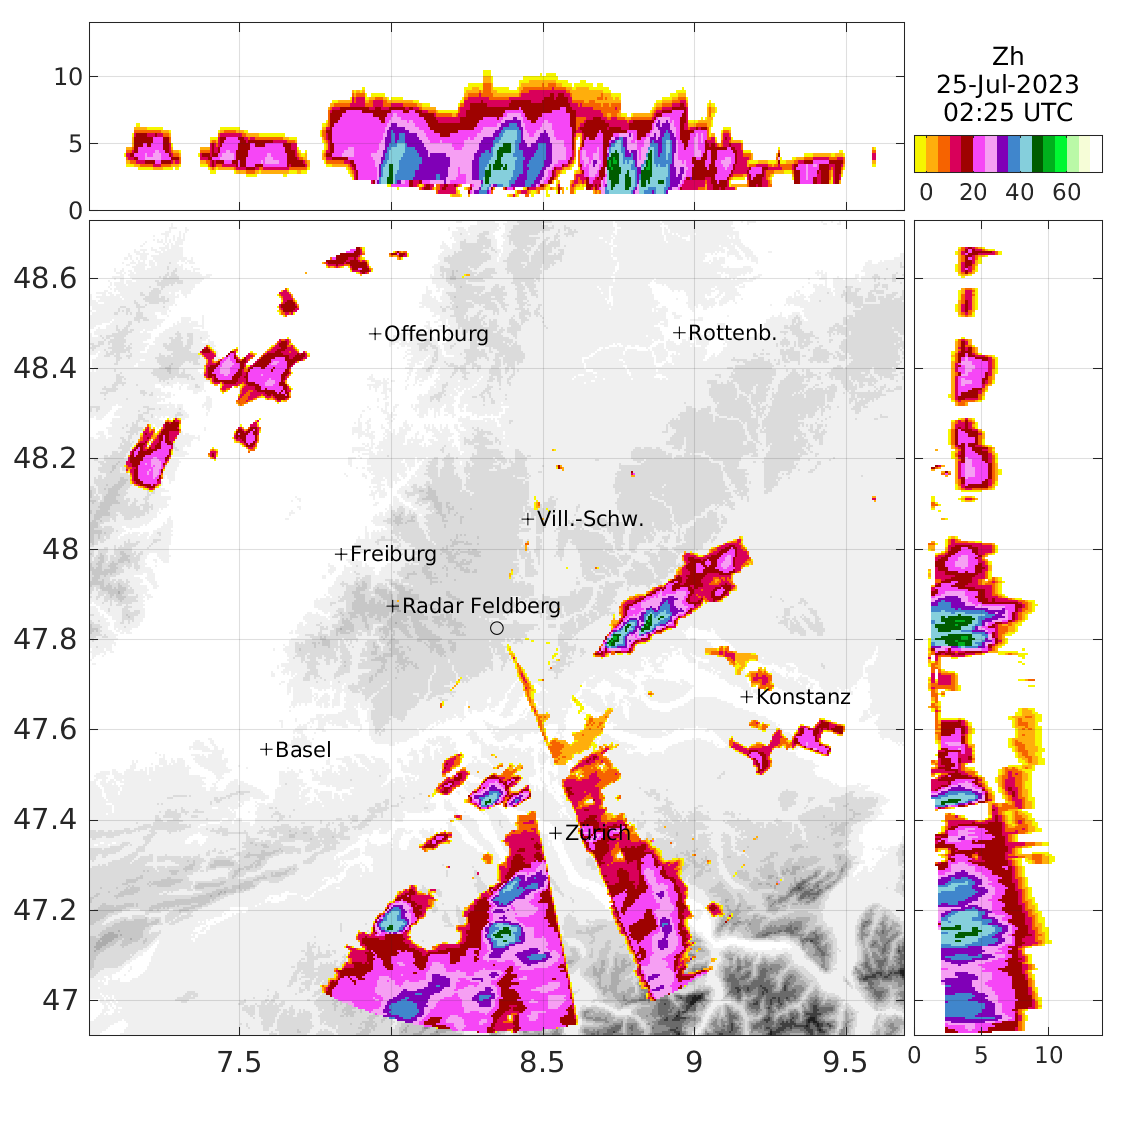 Zh
25-Jul-2023
02:25 UTC
0 20 40 60
10
5
0
48.6
48.4
48.2
48
47.8
47.6
47.4
47.2
47
+Offenburg
+Rottenb.
+Vill.-Schw.
+Freiburg
+Radar Feldberg
+Konstanz
+Basel
+Zürich
7.5 8 8.5 9 9.5
0 5 10